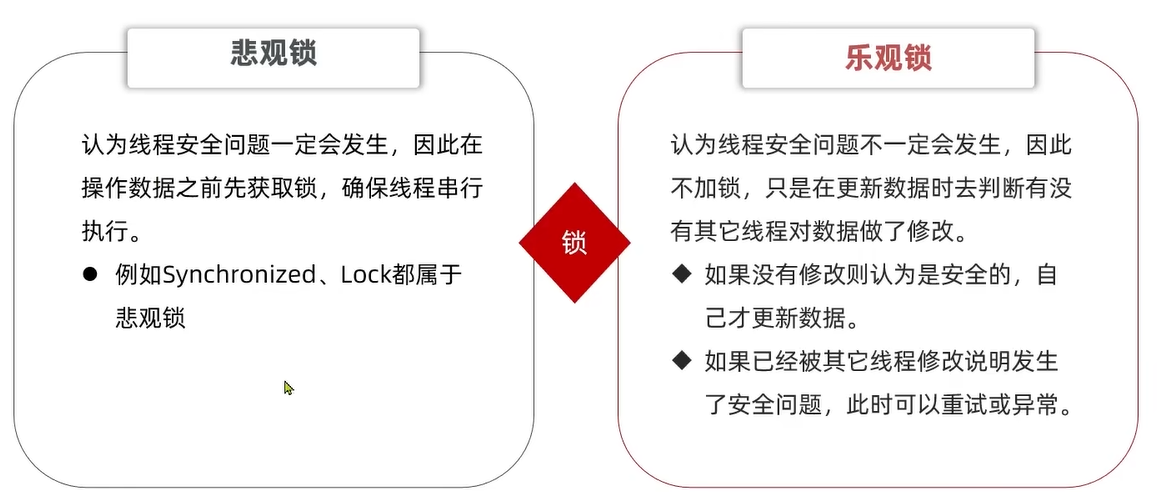 悲观锁
认为线程安全问题一定会发生，因此在
操作数据之前先获取锁，确保线程串行
执行。
● 例如Synchronized、Lock都属于
悲观锁
锁
乐观锁
认为线程安全问题不一定会发生，因此
不加锁，只是在更新数据时去判断有没
有其它线程对数据做了修改。
◆ 如果没有修改则认为是安全的，自
己才更新数据。
◆ 如果已经被其它线程修改说明发生
了安全问题，此时可以重试或异常。